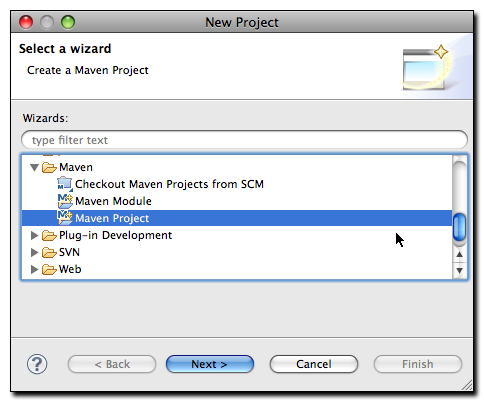 New Project
Select a wizard
Create a Maven Project
Wizards:
type filter text
Maven
Checkout Maven Projects from SCM
Maven Module
Maven Project
Plug-in Development
SVN
Web
? < Back Next > Cancel Finish